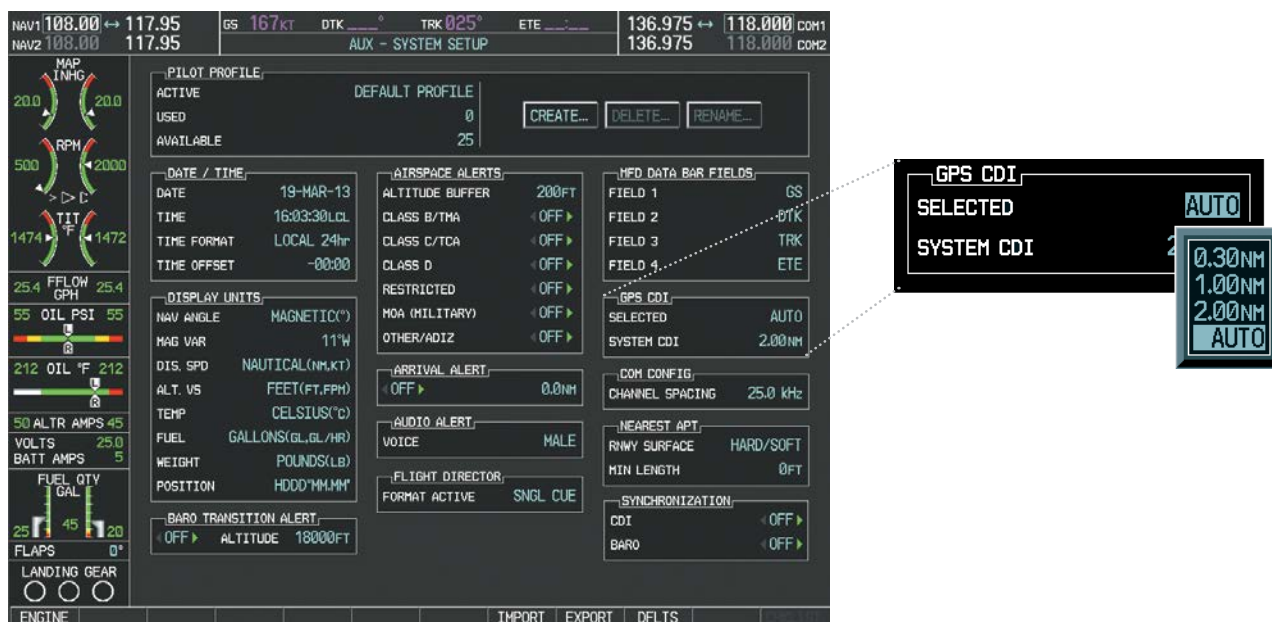 NAV1 108.00 ↔ 117.95 GS 167KT DTK ___° TRK 025° ETE __:__ 136.975 ↔ 118.000 COM1
NAV2 108.00 117.95 AUX - SYSTEM SETUP 136.975 118.000 COM2
MAP
INHG
20.0 20.0
RPM
500 2000
TIT
°F
1474 1472
25.4 FFLOW 25.4
GPH
55 OIL PSI 55
L
R
212 OIL °F 212
L
R
50 ALTR AMPS 45
VOLTS 25.0
BATT AMPS 5
FUEL QTY
GAL
25 45 20
FLAPS 0°
LANDING GEAR
PILOT PROFILE
ACTIVE DEFAULT PROFILE
USED 0
AVAILABLE 25
CREATE... DELETE... RENAME...
DATE / TIME
DATE 19-MAR-13
TIME 16:03:30LCL
TIME FORMAT LOCAL 24hr
TIME OFFSET -00:00
DISPLAY UNITS
NAV ANGLE MAGNETIC(°)
MAG VAR 11°W
DIS, SPD NAUTICAL(NM,KT)
ALT, VS FEET(FT,FPM)
TEMP CELSIUS(°C)
FUEL GALLONS(GL,GL/HR)
WEIGHT POUNDS(LB)
POSITION HDDD°MM.MM'
BARO TRANSITION ALERT
OFF ALTITUDE 18000FT
AIRSPACE ALERTS
ALTITUDE BUFFER 200FT
CLASS B/TMA OFF
CLASS C/TCA OFF
CLASS D OFF
RESTRICTED OFF
MOA (MILITARY) OFF
OTHER/ADIZ OFF
ARRIVAL ALERT
OFF 0.0NM
AUDIO ALERT
VOICE MALE
FLIGHT DIRECTOR
FORMAT ACTIVE SNGL CUE
MFD DATA BAR FIELDS
FIELD 1 GS
FIELD 2 DTK
FIELD 3 TRK
FIELD 4 ETE
GPS CDI
SELECTED AUTO
SYSTEM CDI 2.00NM
COM CONFIG
CHANNEL SPACING 25.0 kHz
NEAREST APT
RNWY SURFACE HARD/SOFT
MIN LENGTH 0FT
SYNCHRONIZATION
CDI OFF
BARO OFF
ENGINE IMPORT EXPORT DFLTS
GPS CDI
SELECTED AUTO
SYSTEM CDI 2
0.30NM
1.00NM
2.00NM
AUTO